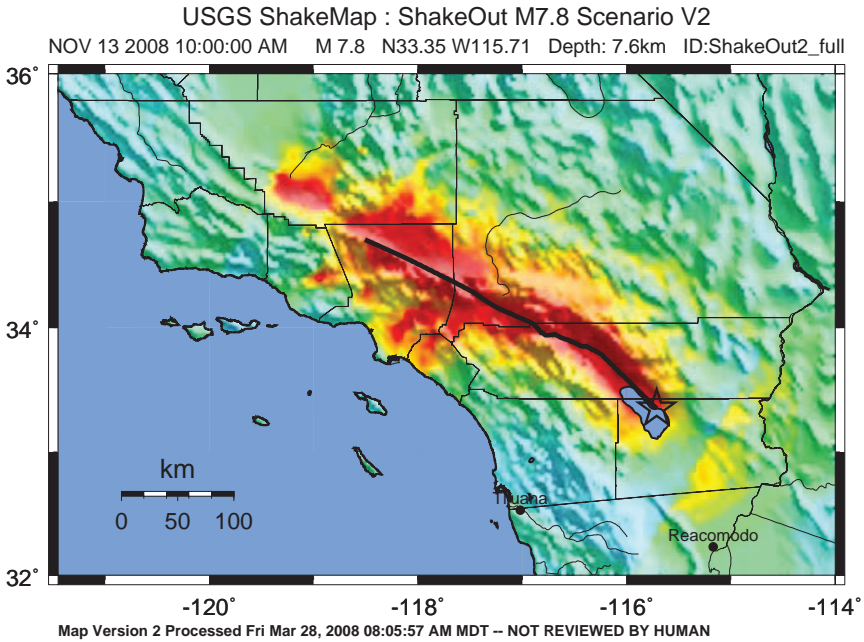 USGS ShakeMap : ShakeOut M7.8 Scenario V2
NOV 13 2008 10:00:00 AM M 7.8 N33.35 W115.71 Depth: 7.6km ID:ShakeOut2_full
36°
34°
km
0 50 100
Tijuana
Reacomodo
32°
-120° -118° -116° -114°
Map Version 2 Processed Fri Mar 28, 2008 08:05:57 AM MDT -- NOT REVIEWED BY HUMAN